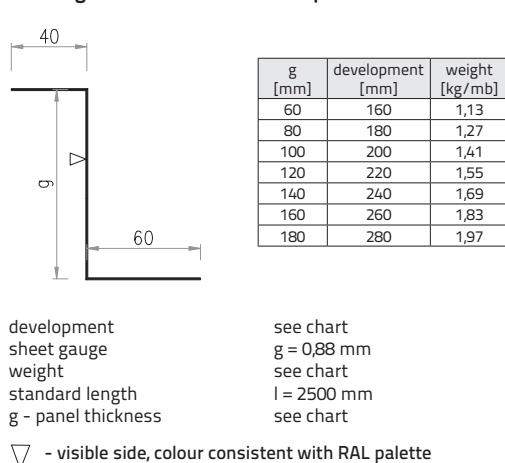 40
g
60
g development weight
[mm] [mm] [kg/mb]
60 160 1,13
80 180 1,27
100 200 1,41
120 220 1,55
140 240 1,69
160 260 1,83
180 280 1,97
development see chart
sheet gauge g = 0,88 mm
weight see chart
standard length l = 2500 mm
g - panel thickness see chart
- visible side, colour consistent with RAL palette